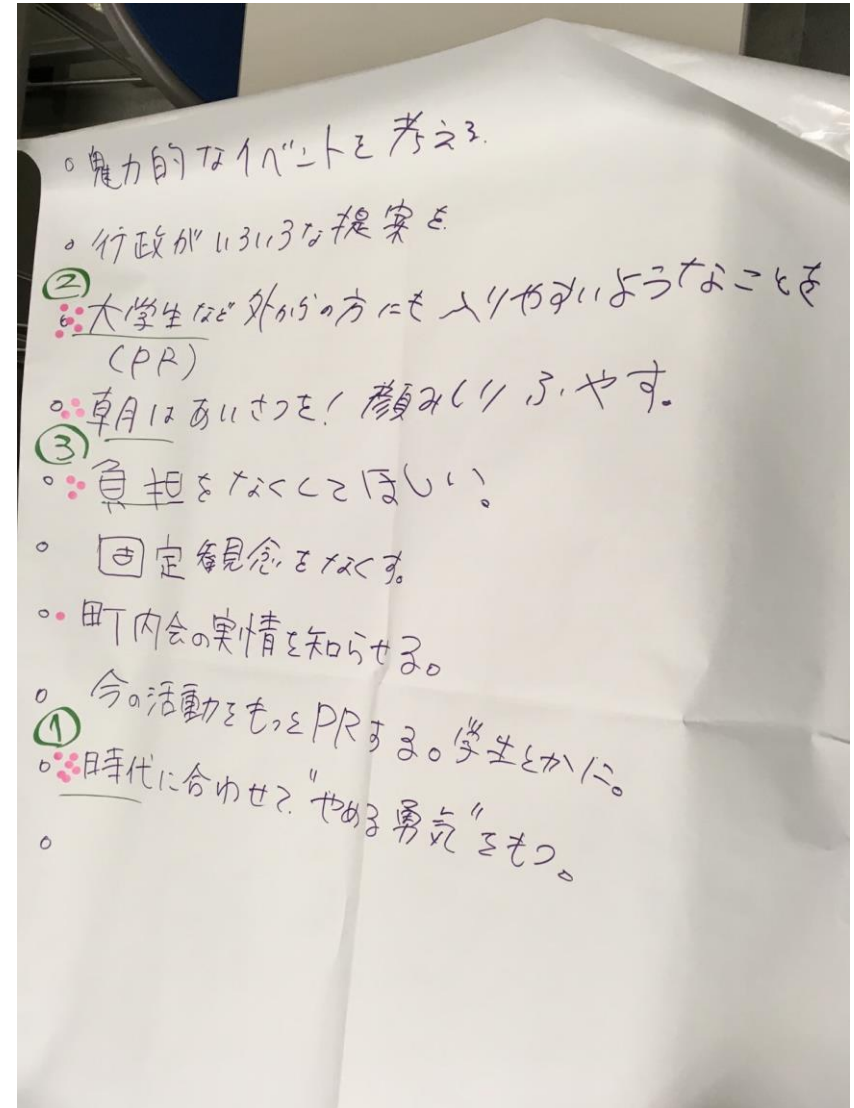 。魅力的なイベントを考える.
。行政がいろいろな提案を.
②
。大学生など外からの方にも入りやすいようなことを
(PR)
。朝はあいさつを！顔みしりふやす。
③
。負担をなくしてほしい。
。固定観念をなくす。
。町内会の実情を知らせる。
。今の活動をもっとPRする。学生とかに。
①
。時代に合わせて“やめる勇気”をもつ。
。